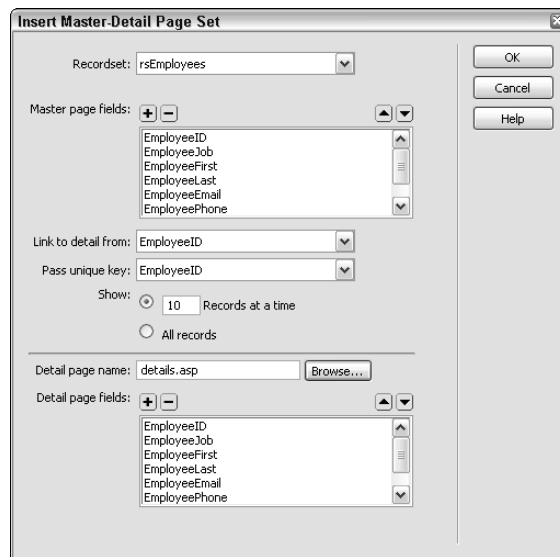 Insert Master-Detail Page Set
Recordset: rsEmployees
OK
Cancel
Help
Master page fields:
EmployeeID
EmployeeJob
EmployeeFirst
EmployeeLast
EmployeeEmail
EmployeePhone
Link to detail from: EmployeeID
Pass unique key: EmployeeID
Show: 10 Records at a time
All records
Detail page name: details.asp Browse...
Detail page fields:
EmployeeID
EmployeeJob
EmployeeFirst
EmployeeLast
EmployeeEmail
EmployeePhone